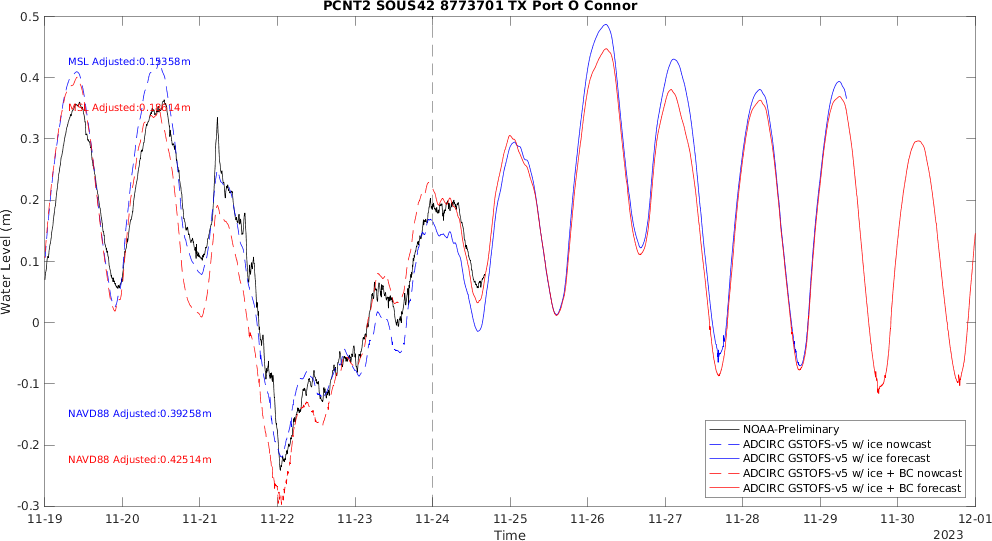 PCNT2 SOUS42 8773701 TX Port O Connor
0.5
MSL Adjusted:0.15358m
0.4
MSL Adjusted:
0.3
0.2
0.1
0
-0.1
-0.2
-0.3
Water Level (m)
NAVD88 Adjusted:0.39258m
NAVD88 Adjusted:0.42514m
NOAA-Preliminary
ADCIRC GSTOFS-v5 w/ ice nowcast
ADCIRC GSTOFS-v5 w/ ice forecast
ADCIRC GSTOFS-v5 w/ ice + BC nowcast
ADCIRC GSTOFS-v5 w/ ice + BC forecast
11-19 11-20 11-21 11-22 11-23 11-24 11-25 11-26 11-27 11-28 11-29 11-30 12-01
Time
2023